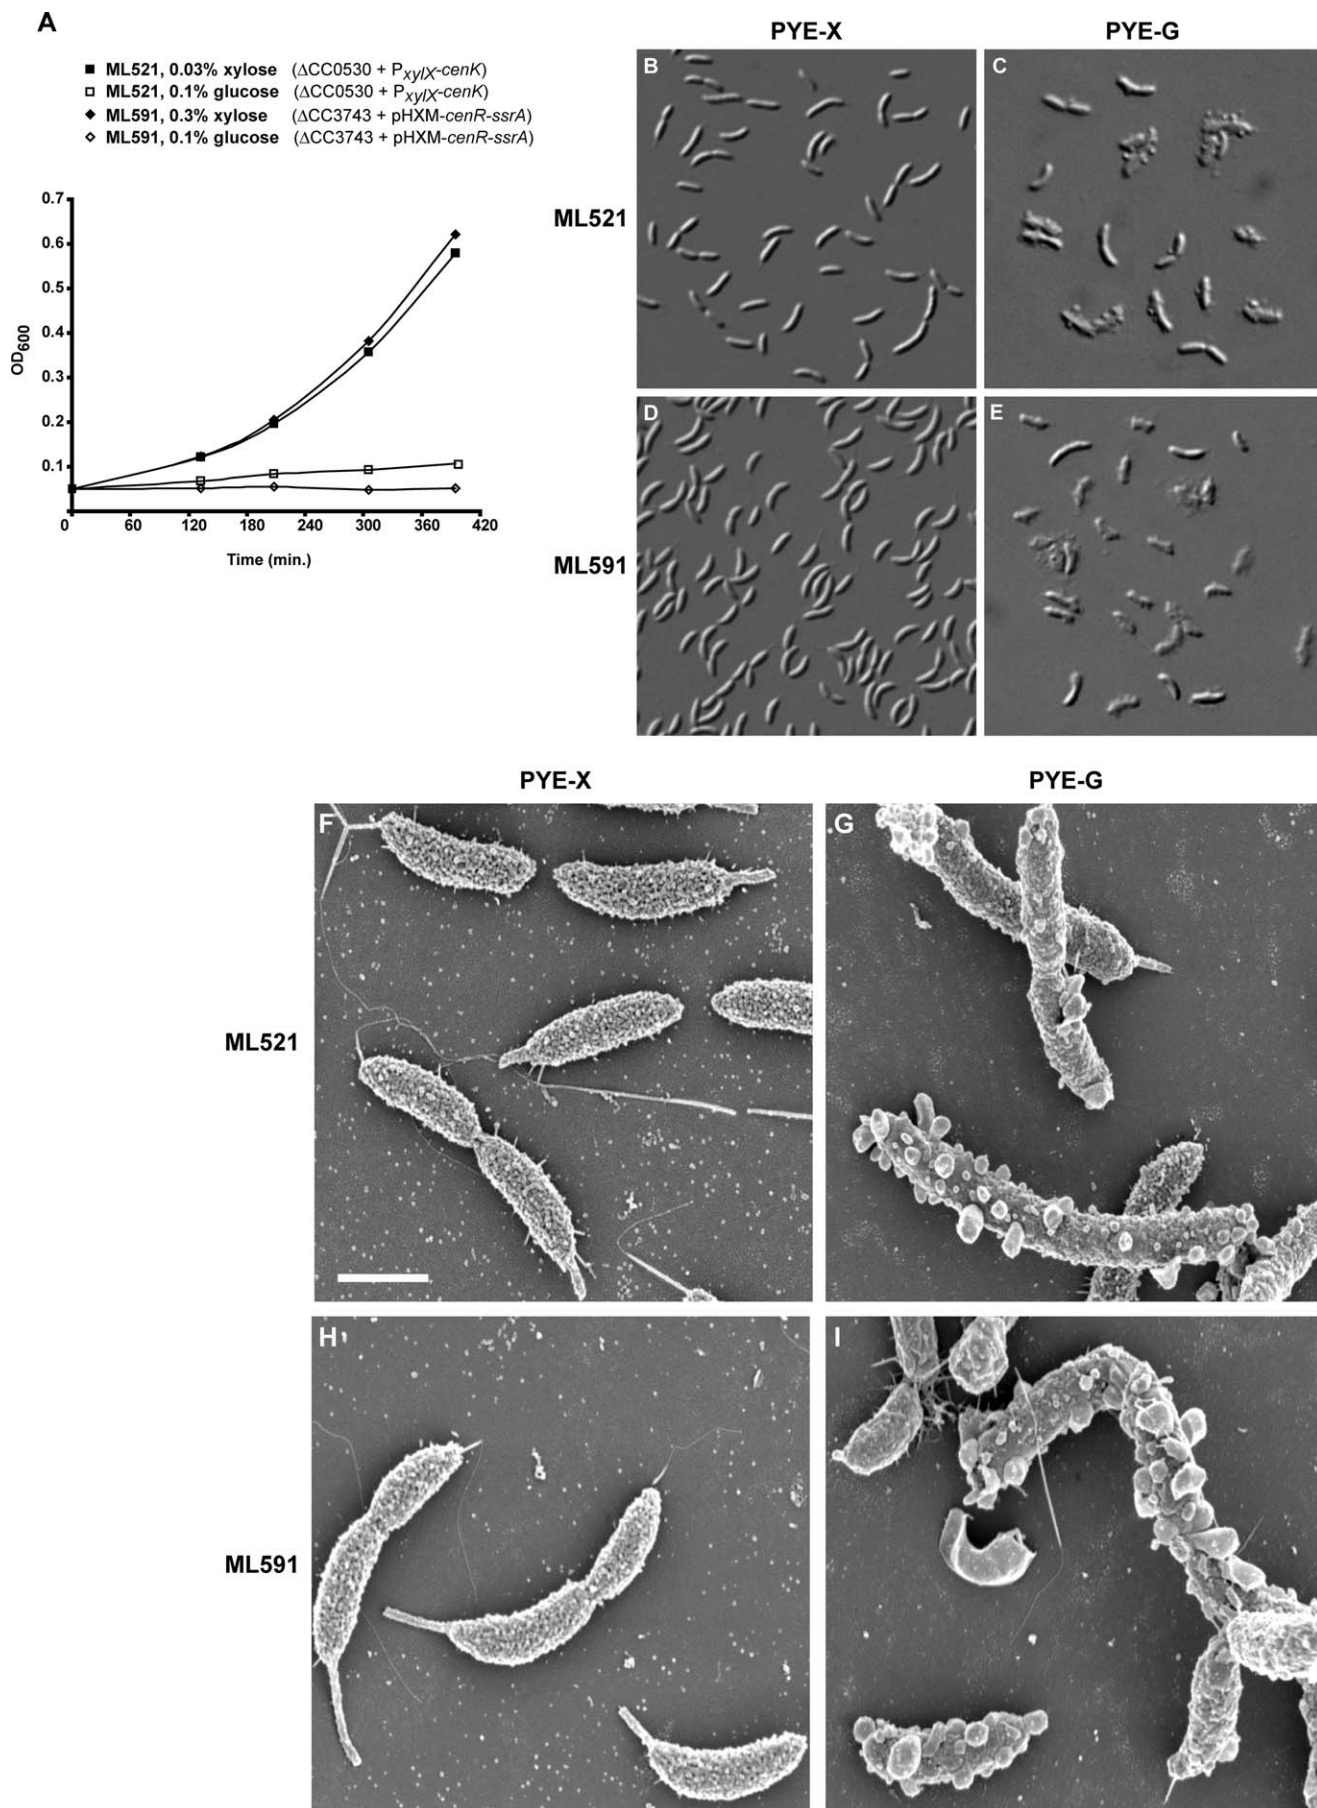 A
ML521, 0.03% xylose (ΔCC0530 + PxylX-cenK)
ML521, 0.1% glucose (ΔCC0530 + PxylX-cenK)
ML591, 0.3% xylose (ΔCC3743 + pHXM-cenR-ssrA)
ML591, 0.1% glucose (ΔCC3743 + pHXM-cenR-ssrA)
0.7
0.6
0.5
0.4
0.3
0.2
0.1
OD600
0 60 120 180 240 300 360 420
Time (min.)
PYE-X PYE-G
ML521
B C
ML591
D E
PYE-X PYE-G
ML521
F G
ML591
H I